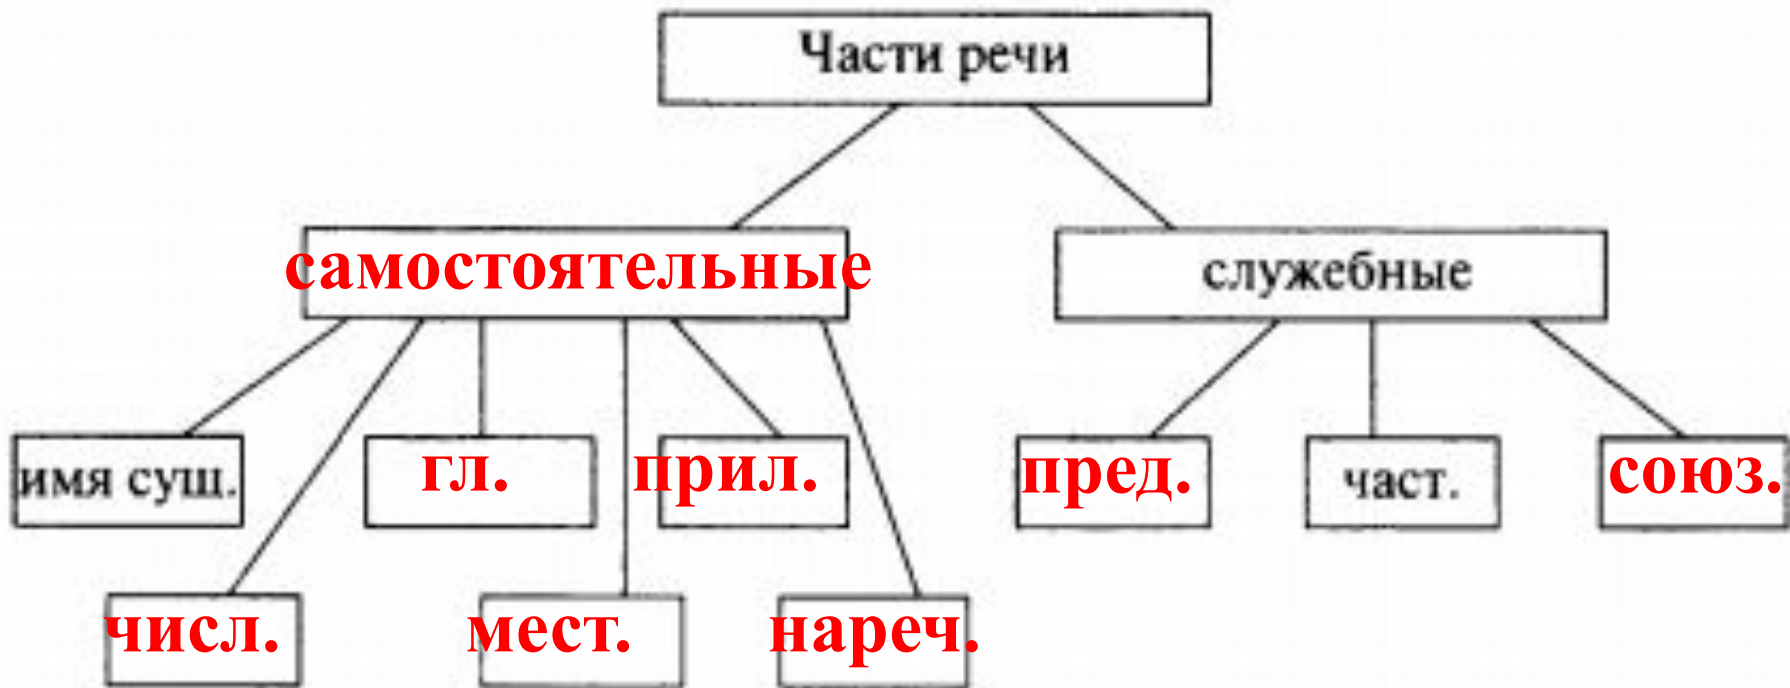 Части речи
самостоятельные
служебные
имя сущ.
гл.
прил.
пред.
част.
союз.
числ.
мест.
нареч.